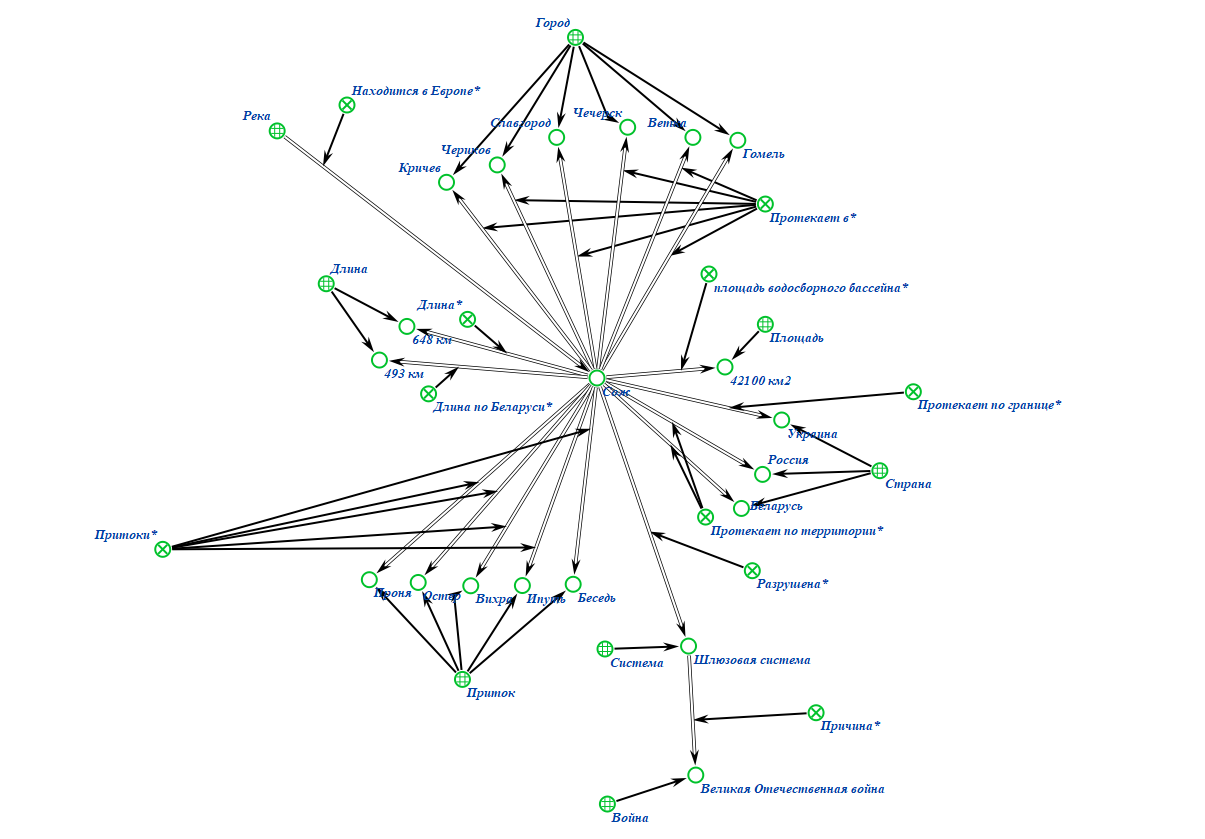 Город
Находится в Европе*
Река
Чечерск
Славгород
Ветка
Чериков
Гомель
Кричев
Протекает в*
Длина
площадь водосборного бассейна*
Длина*
Площадь
648 км
493 км
42100 км2
Сож
Длина по Беларуси*
Протекает по границе*
Украина
Россия
Страна
Беларусь
Притоки*
Протекает по территории*
Разрушена*
Проня
Остер
Вихра
Ипуть
Беседь
Система
Шлюзовая система
Приток
Причина*
Великая Отечественная война
Война